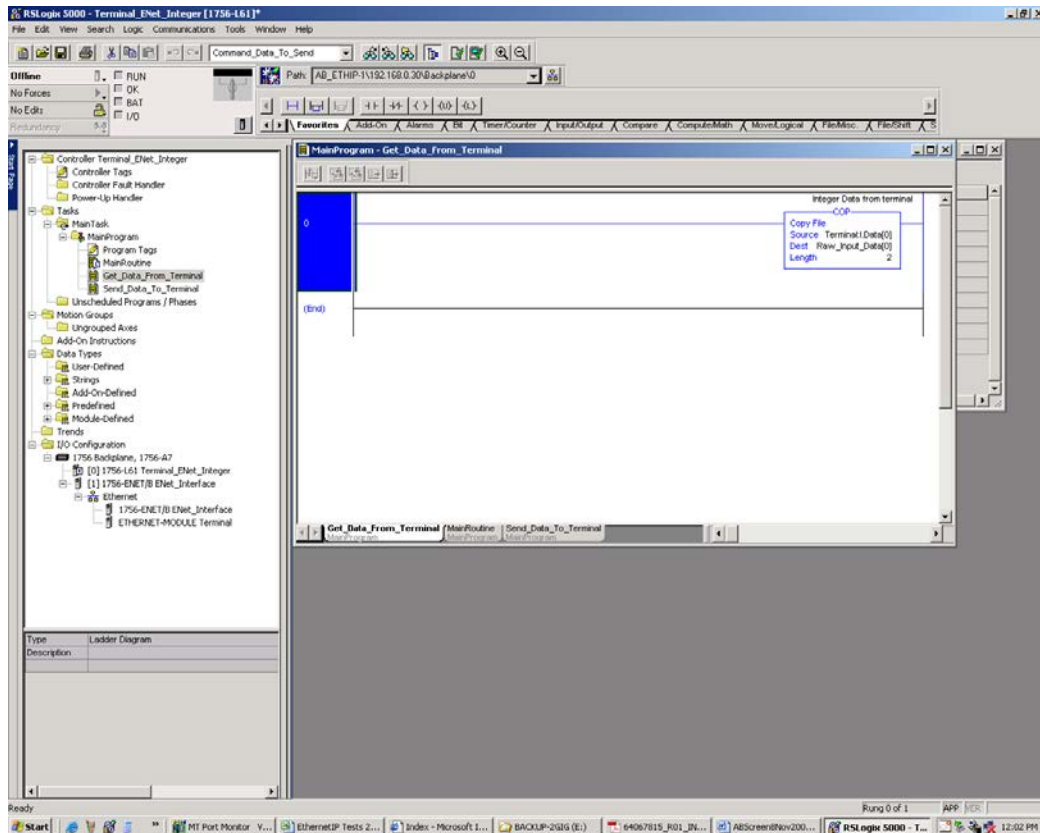 RSLogix 5000 - Terminal_ENet_Integer [1756-L61]*
File Edit View Search Logic Communications Tools Window Help
Command_Data_To_Send
Offline
RUN
Path: AB_ETHIP-1\192.168.0.30\Backplane\0
No Forces
OK
No Edits
BAT
Redundancy
I/O
Favorites Add-On Alarms Bit Timer/Counter Input/Output Compare Compute/Math Move/Logical File/Misc. File/Shift S
Start Page
Controller Terminal_ENet_Integer
Controller Tags
Controller Fault Handler
Power-Up Handler
Tasks
MainTask
MainProgram
Program Tags
MainRoutine
Get_Data_From_Terminal
Send_Data_To_Terminal
Unscheduled Programs / Phases
Motion Groups
Ungrouped Axes
Add-On Instructions
Data Types
User-Defined
Strings
Add-On-Defined
Predefined
Module-Defined
Trends
I/O Configuration
1756 Backplane, 1756-A7
[0] 1756-L61 Terminal_ENet_Integer
[1] 1756-ENET/B ENet_Interface
Ethernet
1756-ENET/B ENet_Interface
ETHERNET-MODULE Terminal
Type Ladder Diagram
Description
MainProgram - Get_Data_From_Terminal
0
Integer Data from terminal
COP
Copy File
Source Terminal:I.Data[0]
Dest Raw_Input_Data[0]
Length 2
(End)
Get_Data_From_Terminal MainRoutine Send_Data_To_Terminal
MainProgram MainProgram MainProgram
Ready
Rung 0 of 1 APP VER
Start
MT Port Monitor V...
EthernetIP Tests 2...
Index - Microsoft I...
BACKUP-2GIG (E:)
64067815_R01_IN...
ABScreen8Nov200...
RSLogix 5000 - T...
12:02 PM